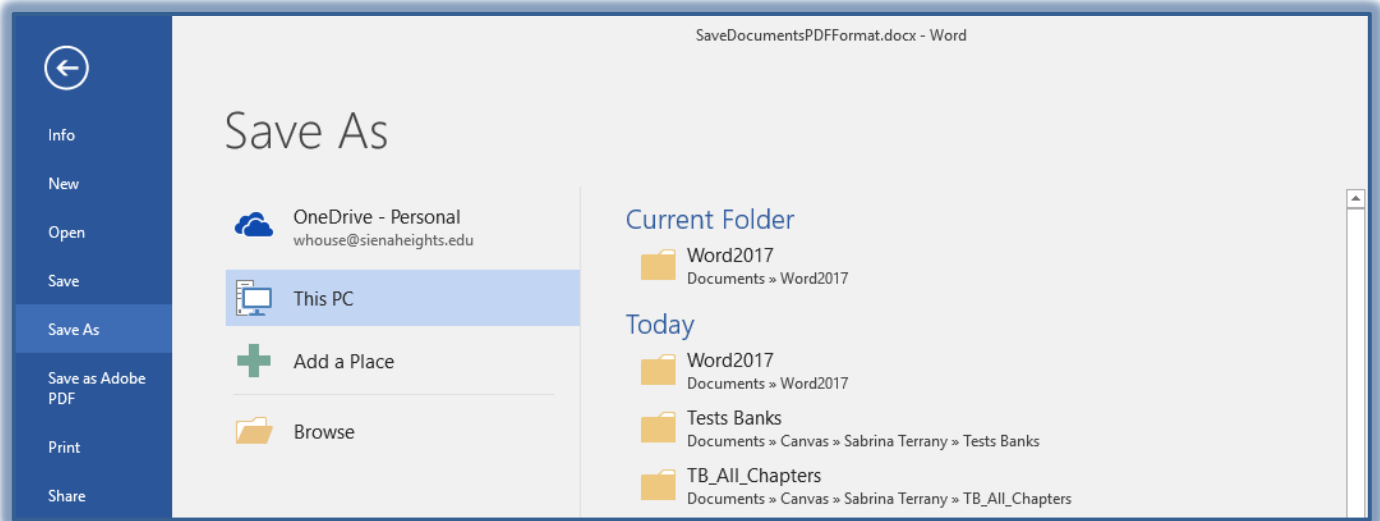 SaveDocumentsPDFFormat.docx - Word
Info
New
Open
Save
Save As
Save as Adobe
PDF
Print
Share
Save As
OneDrive - Personal
whouse@sienaheights.edu
This PC
Add a Place
Browse
Current Folder
Word2017
Documents » Word2017
Today
Word2017
Documents » Word2017
Tests Banks
Documents » Canvas » Sabrina Terrany » Tests Banks
TB_All_Chapters
Documents » Canvas » Sabrina Terrany » TB_All_Chapters